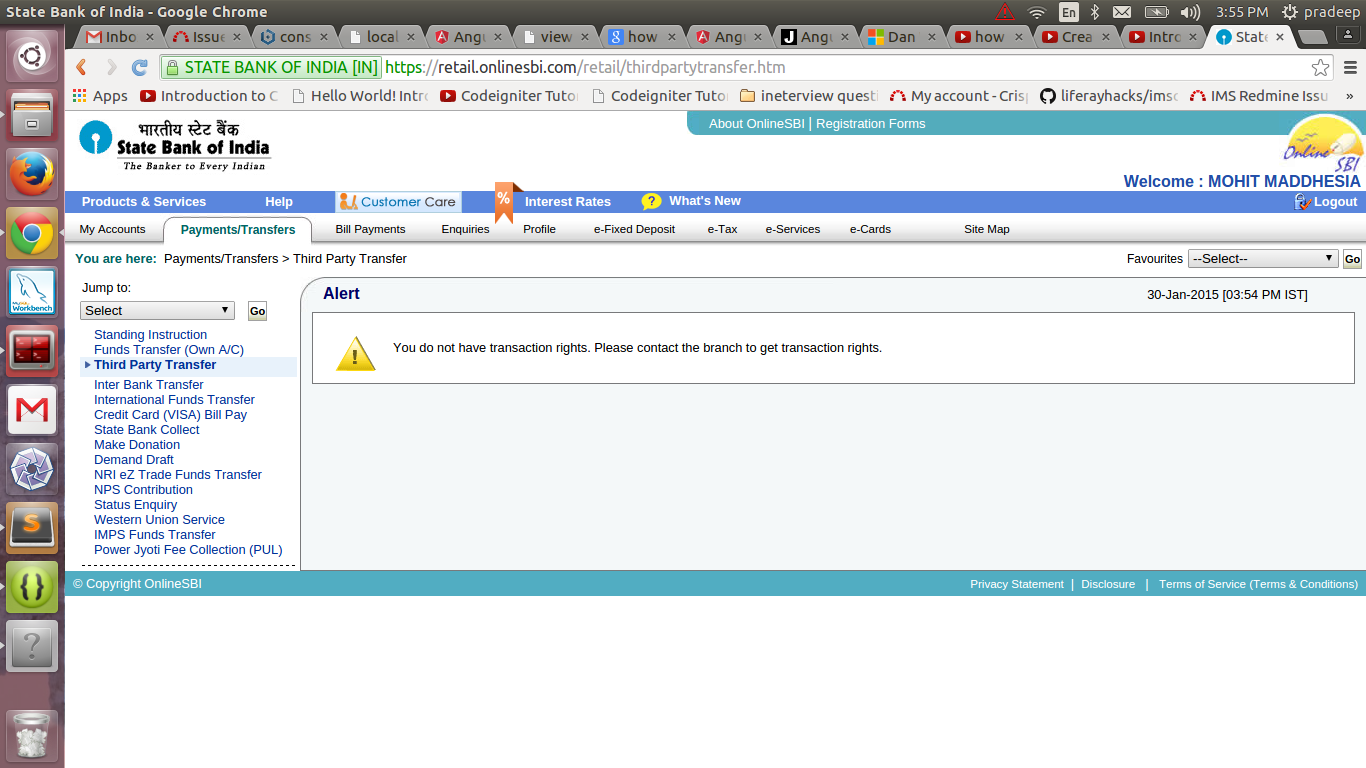 State Bank of India - Google Chrome
En
3:55 PM
pradeep
Inbo
Issue
cons
local
Angu
view
how
Angu
Angu
Dan
how
Crea
Intro
State
STATE BANK OF INDIA [IN]
https://retail.onlinesbi.com/retail/thirdpartytransfer.htm
Apps
Introduction to C
Hello World! Intro
Codeigniter Tuto
Codeigniter Tuto
ineterview questi
My account - Cris
liferayhacks/imsc
IMS Redmine Issu
»
भारतीय स्टेट बैंक
State Bank of India
The Banker to Every Indian
About OnlineSBI | Registration Forms
Online SBI
Welcome : MOHIT MADDHESIA
Products & Services
Help
Customer Care
%
Interest Rates
?
What's New
Logout
My Accounts
Payments/Transfers
Bill Payments
Enquiries
Profile
e-Fixed Deposit
e-Tax
e-Services
e-Cards
Site Map
You are here: Payments/Transfers > Third Party Transfer
Favourites
--Select--
Go
Jump to:
Select
Go
Standing Instruction
Funds Transfer (Own A/C)
Third Party Transfer
Inter Bank Transfer
International Funds Transfer
Credit Card (VISA) Bill Pay
State Bank Collect
Make Donation
Demand Draft
NRI eZ Trade Funds Transfer
NPS Contribution
Status Enquiry
Western Union Service
IMPS Funds Transfer
Power Jyoti Fee Collection (PUL)
Alert
30-Jan-2015 [03:54 PM IST]
You do not have transaction rights. Please contact the branch to get transaction rights.
© Copyright OnlineSBI
Privacy Statement | Disclosure | Terms of Service (Terms & Conditions)
Workbench